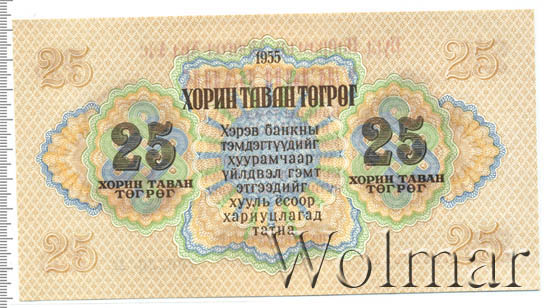 25 25
1955
ХОРИН ТАВАН ТӨГРӨГ
25
ХОРИН ТАВАН
ТӨГРӨГ
Хэрэв банкны
тэмдэгтүүдийг
хуурамчаар
үйлдвэл гэмт
этгээдийг
хууль ёсоор
хариуцлагад
татна
25
ХОРИН ТАВАН
ТӨГРӨГ
25 25
Wolmar